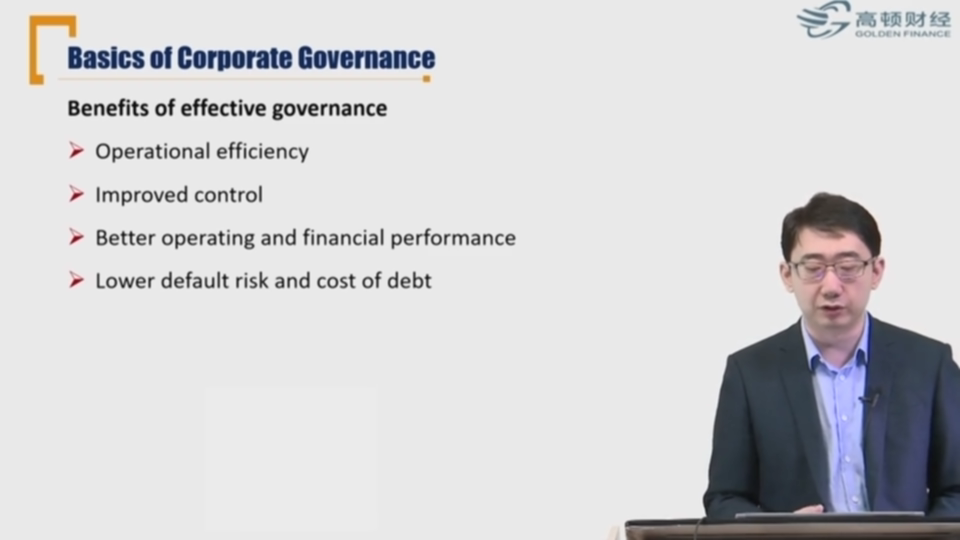 高顿财经
GOLDEN FINANCE
Basics of Corporate Governance
Benefits of effective governance
Operational efficiency
Improved control
Better operating and financial performance
Lower default risk and cost of debt